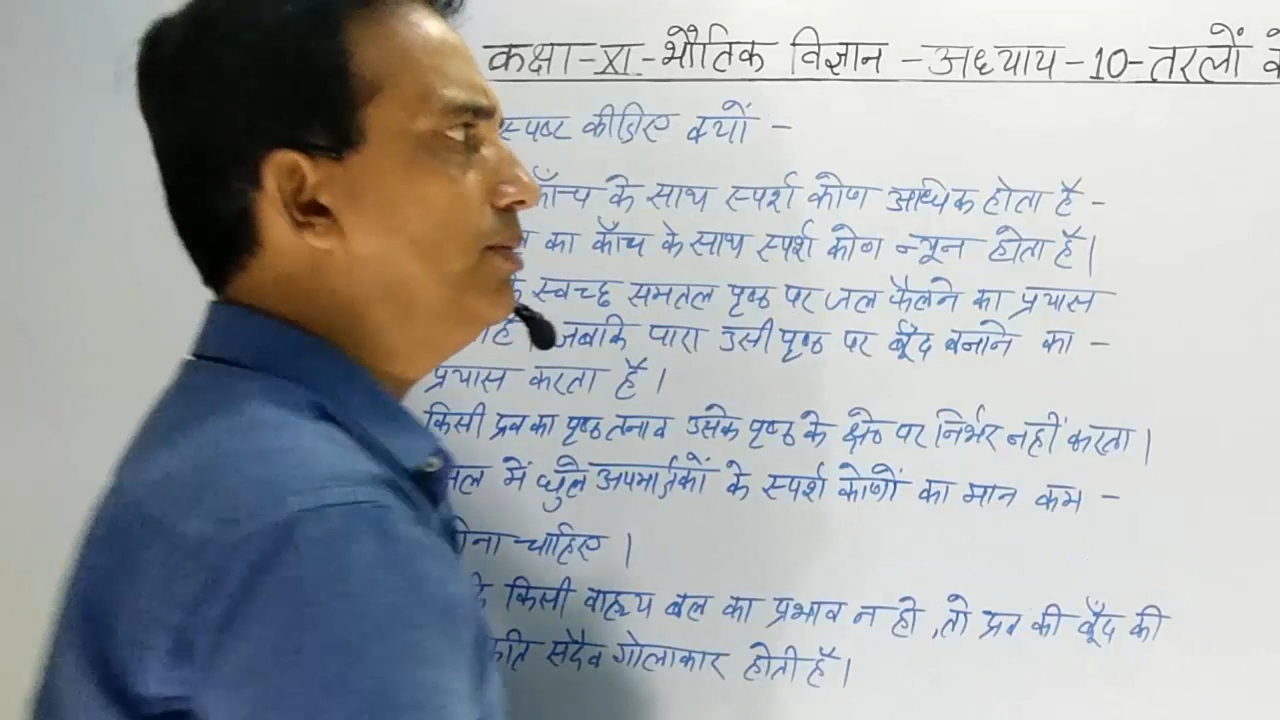 कक्षा-XI-भौतिक विज्ञान - अध्याय - 10 - तरलों
स्पष्ट कीजिए क्यों -
काँच के साथ स्पर्श कोण अधिक होता है -
का काँच के साथ स्पर्श कोण न्यून होता है।
स्वच्छ समतल पृष्ठ पर जल फैलने का प्रयास
जबकि पारा उसी पृष्ठ पर बूँद बनाने का -
प्रयास करता है।
किसी द्रव का पृष्ठ तनाव उसके पृष्ठ के क्षेत्र पर निर्भर नहीं करता।
जल में घुले अपमार्जकों के स्पर्श कोणों का मान कम -
होना चाहिए।
किसी वाह्य बल का प्रभाव न हो, तो द्रव की बूँद की
सदैव गोलाकार होती है।